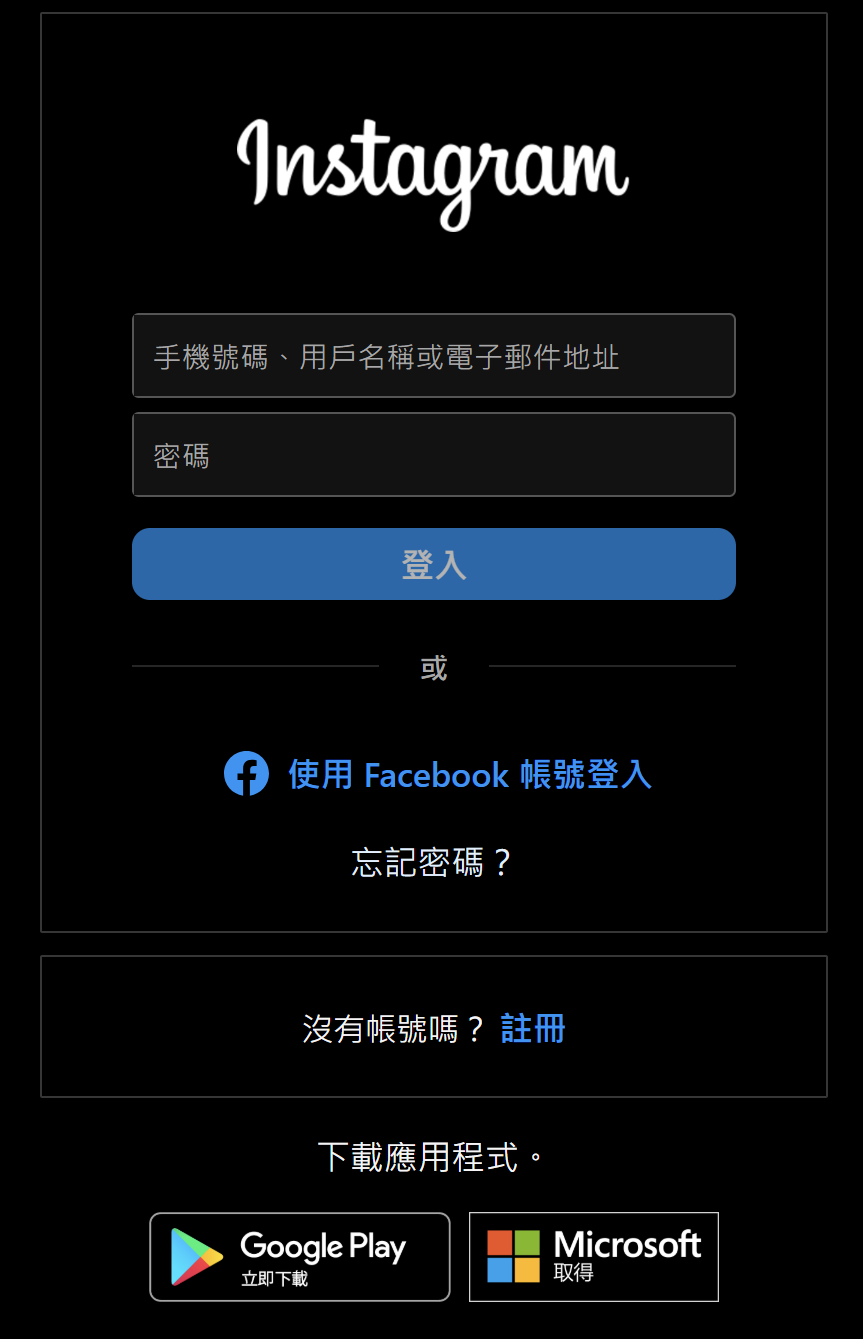 Instagram
手機號碼、用戶名稱或電子郵件地址
密碼
登入
或
使用 Facebook 帳號登入
忘記密碼？
沒有帳號嗎？ 註冊
下載應用程式。
Google Play
立即下載
Microsoft
取得